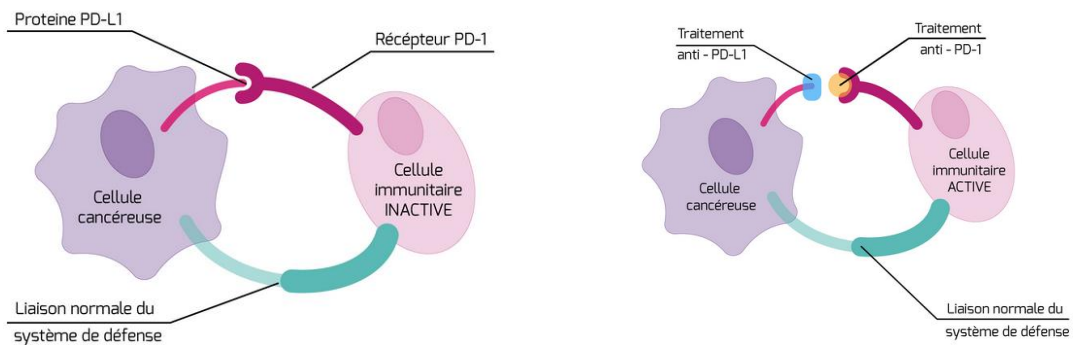 Proteine PD-L1
Récépteur PD-1
Cellule
cancéreuse
Cellule
immunitaire
INACTIVE
Liaison normale du
système de défense
Traitement
anti - PD-L1
Traitement
anti - PD-1
Cellule
cancéreuse
Cellule
immunitaire
ACTIVE
Liaison normale du
système de défense